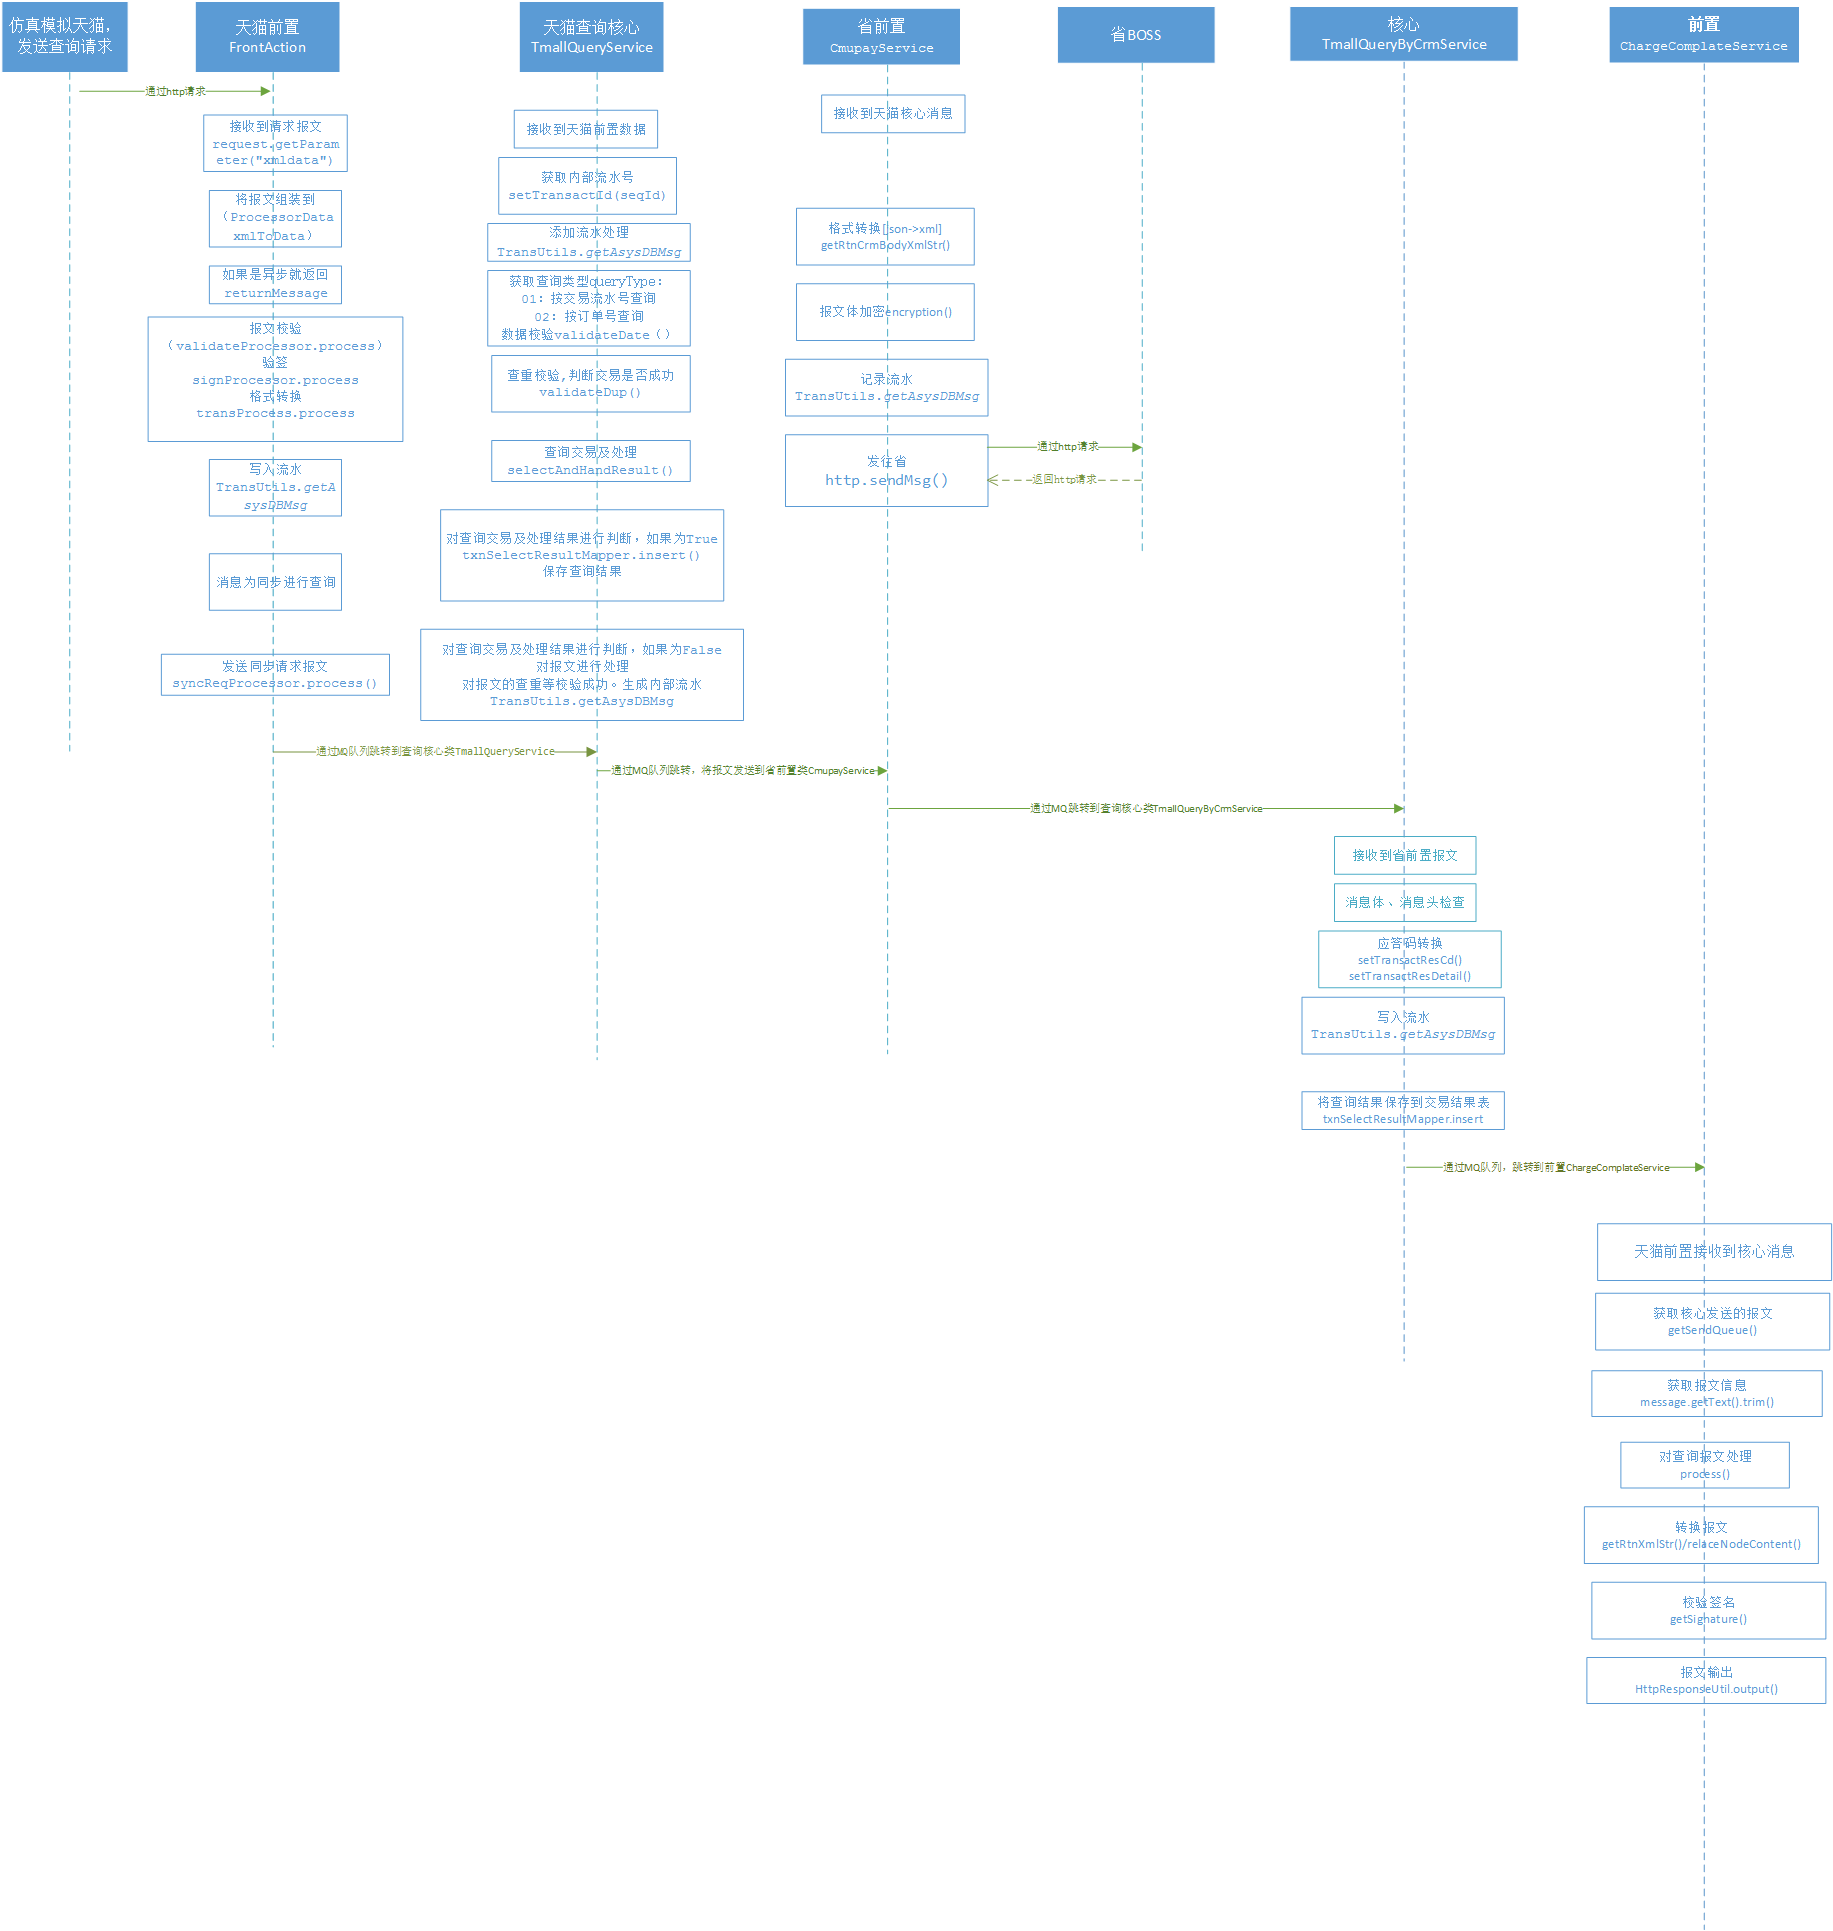 仿真模拟天猫，
发送查询请求
天猫前置
FrontAction
天猫查询核心
TmallQueryService
省前置
CmupayService
省BOSS
核心
TmallQueryByCrmService
前置
ChargeComplateService
通过http请求
接收到请求报文
request.getParam
eter("xmldata")
将报文组装到
（ProcessorData
xmlToData）
如果是异步就返回
returnMessage
报文校验
（validateProcessor.process）
验签
signProcessor.process
格式转换
transProcess.process
写入流水
TransUtils.getA
sysDBMsg
消息为同步进行查询
发送同步请求报文
syncReqProcessor.process()
通过MQ队列跳转到查询核心类TmallQueryService
接收到天猫前置数据
获取内部流水号
setTransactId(seqId)
添加流水处理
TransUtils.getAsysDBMsg
获取查询类型queryType：
01：按交易流水号查询
02：按订单号查询
数据校验validateDate（）
查重校验,判断交易是否成功
validateDup()
查询交易及处理
selectAndHandResult()
对查询交易及处理结果进行判断，如果为True
txnSelectResultMapper.insert()
保存查询结果
对查询交易及处理结果进行判断，如果为False
对报文进行处理
对报文的查重等校验成功。生成内部流水
TransUtils.getAsysDBMsg
通过MQ队列跳转，将报文发送到省前置类CmupayService
接收到天猫核心消息
格式转换[json->xml]
getRtnCrmBodyXmlStr()
报文体加密encryption()
记录流水
TransUtils.getAsysDBMsg
发往省
http.sendMsg()
通过http请求
返回http请求
通过MQ跳转到查询核心类TmallQueryByCrmService
接收到省前置报文
消息体、消息头检查
应答码转换
setTransactResCd()
setTransactResDetail()
写入流水
TransUtils.getAsysDBMsg
将查询结果保存到交易结果表
txnSelectResultMapper.insert
通过MQ队列，跳转到前置ChargeComplateService
天猫前置接收到核心消息
获取核心发送的报文
getSendQueue()
获取报文信息
message.getText().trim()
对查询报文处理
process()
转换报文
getRtnXmlStr()/relaceNodeContent()
校验签名
getSignature()
报文输出
HttpResponseUtil.output()